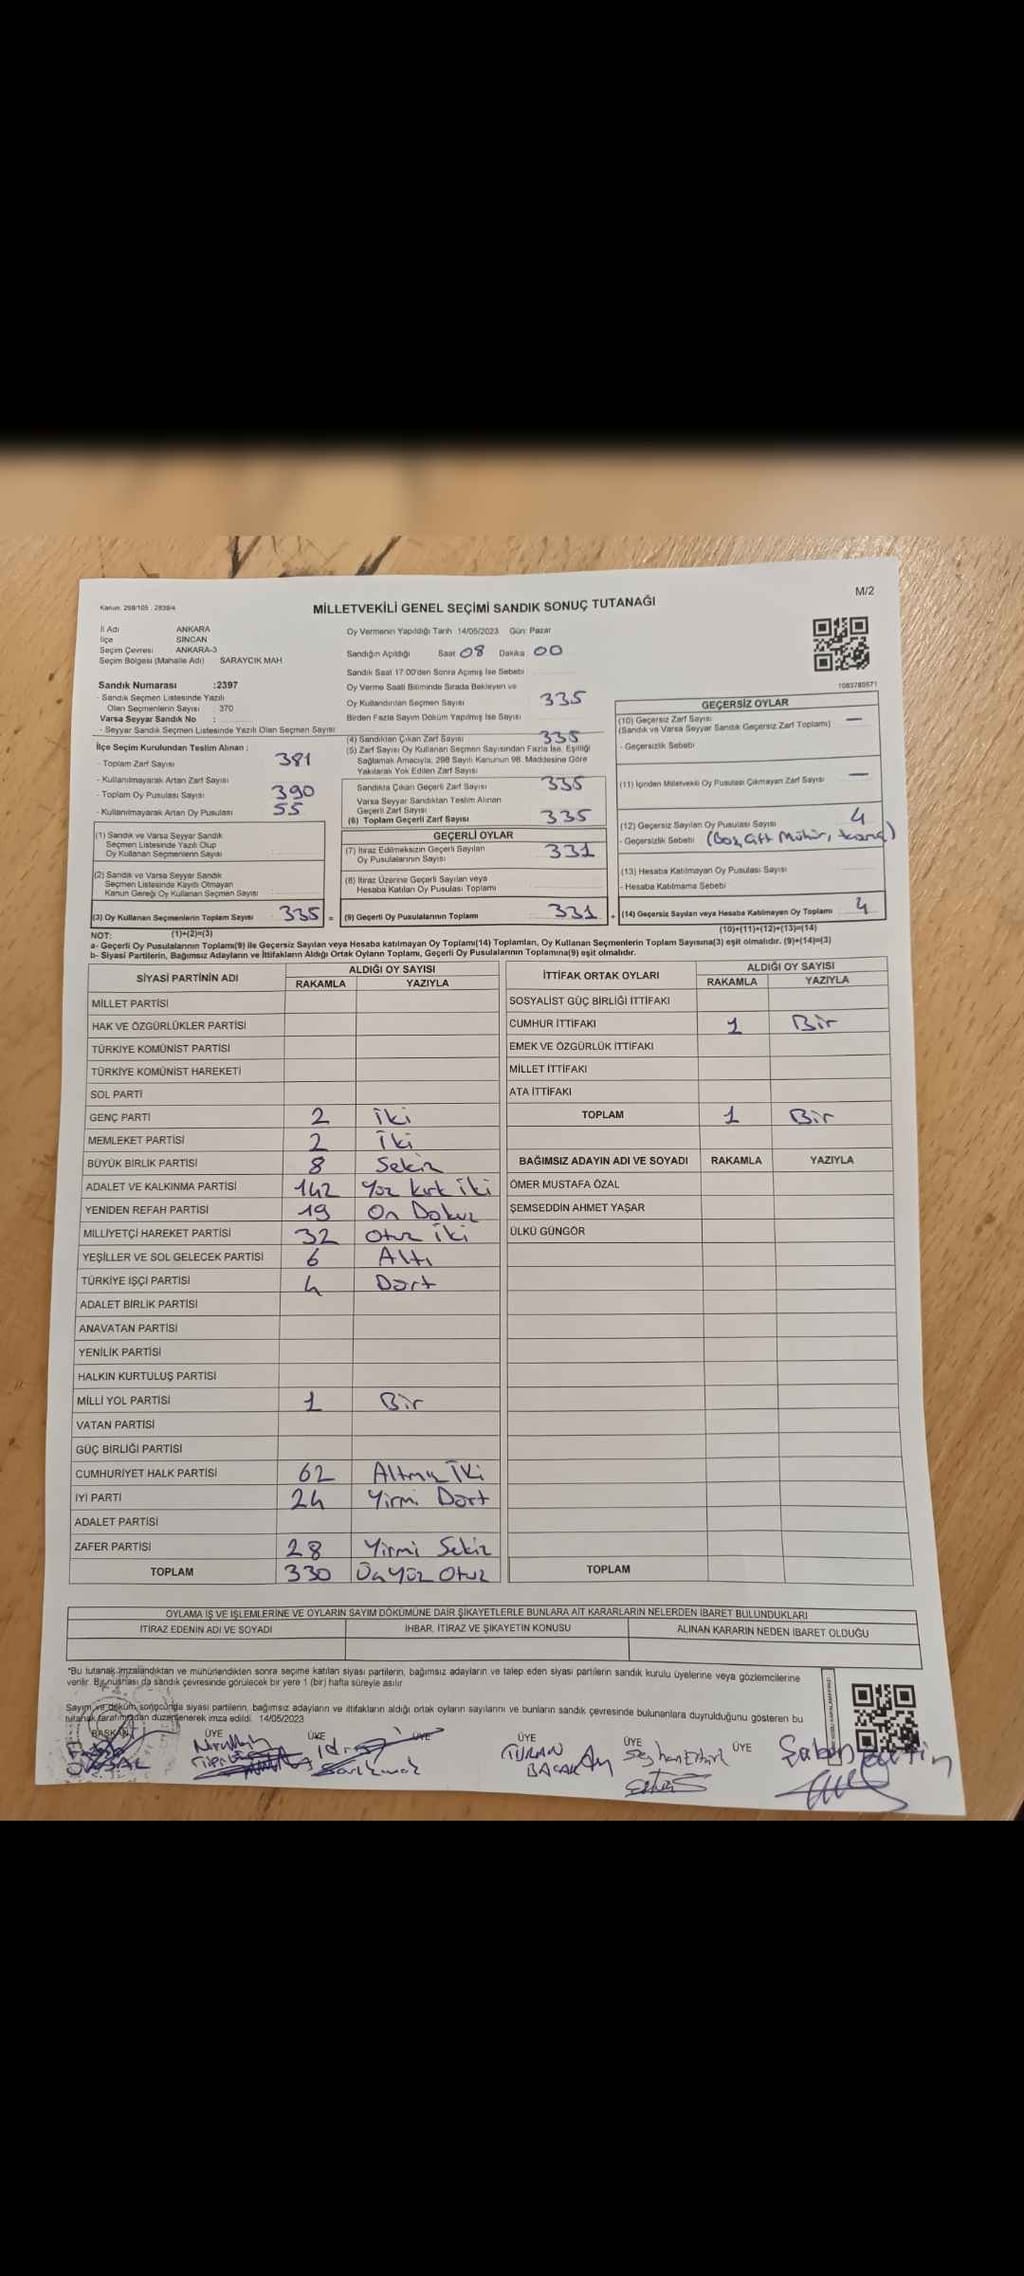 Kanun: 298/105 , 2839/4
M/2
MİLLETVEKİLİ GENEL SEÇİMİ SANDIK SONUÇ TUTANAĞI
İl Adı ANKARA
İlçe SİNCAN
Seçim Çevresi ANKARA-3
Seçim Bölgesi (Mahalle Adı) SARAYCIK MAH
Sandık Numarası :2397
- Sandık Seçmen Listesinde Yazılı
Olan Seçmenlerin Sayısı : 370
Varsa Seyyar Sandık No :
- Seyyar Sandık Seçmen Listesinde Yazılı Olan Seçmen Sayısı
Oy Vermenin Yapıldığı Tarih 14/05/2023 Gün: Pazar
Sandığın Açıldığı Saat 08 Dakika 00
Sandık Saat 17:00'den Sonra Açılmış İse Sebebi
Oy Verme Saati Bitiminde Sırada Bekleyen ve
Oy Kullandırılan Seçmen Sayısı 335
Birden Fazla Sayım Döküm Yapılmış İse Sayısı
1083780571
İlçe Seçim Kurulundan Teslim Alınan :
- Toplam Zarf Sayısı 381
- Kullanılmayarak Artan Zarf Sayısı
- Toplam Oy Pusulası Sayısı 390
- Kullanılmayarak Artan Oy Pusulası 55
(1) Sandık ve Varsa Seyyar Sandık
Seçmen Listesinde Yazılı Olup
Oy Kullanan Seçmenlerin Sayısı
(2) Sandık ve Varsa Seyyar Sandık
Seçmen Listesinde Kayıtlı Olmayan
Kanun Gereği Oy Kullanan Seçmen Sayısı
(3) Oy Kullanan Seçmenlerin Toplam Sayısı 335 =
(4) Sandıktan Çıkan Zarf Sayısı 335
(5) Zarf Sayısı Oy Kullanan Seçmen Sayısından Fazla İse, Eşitliği
Sağlamak Amacıyla, 298 Sayılı Kanunun 98. Maddesine Göre
Yakılarak Yok Edilen Zarf Sayısı
Sandıkta Çıkan Geçerli Zarf Sayısı 335
Varsa Seyyar Sandıktan Teslim Alınan
Geçerli Zarf Sayısı
(6) Toplam Geçerli Zarf Sayısı 335
GEÇERLİ OYLAR
(7) İtiraz Edilmeksizin Geçerli Sayılan
Oy Pusulalarının Sayısı 331
(8) İtiraz Üzerine Geçerli Sayılan veya
Hesaba Katılan Oy Pusulası Toplamı
(9) Geçerli Oy Pusulalarının Toplamı 331 +
GEÇERSİZ OYLAR
(10) Geçersiz Zarf Sayısı —
(Sandık ve Varsa Seyyar Sandık Geçersiz Zarf Toplamı)
- Geçersizlik Sebebi
(11) İçinden Milletvekili Oy Pusulası Çıkmayan Zarf Sayısı —
(12) Geçersiz Sayılan Oy Pusulası Sayısı 4
- Geçersizlik Sebebi (Boş, Çift Mühür,
(13) Hesaba Katılmayan Oy Pusulası Sayısı
- Hesaba Katılmama Sebebi
(14) Geçersiz Sayılan veya Hesaba Katılmayan Oy Toplamı 4
NOT: (1)+(2)=(3) (10)+(11)+(12)+(13)=(14)
a- Geçerli Oy Pusulalarının Toplamı(9) ile Geçersiz Sayılan veya Hesaba katılmayan Oy Toplamı(14) Toplamları, Oy Kullanan Seçmenlerin Toplam Sayısına(3) eşit olmalıdır. (9)+(14)=(3)
b- Siyasi Partilerin, Bağımsız Adayların ve İttifakların Aldığı Ortak Oyların Toplamı, Geçerli Oy Pusulalarının Toplamına(9) eşit olmalıdır.
SİYASİ PARTİNİN ADI ALDIĞI OY SAYISI
RAKAMLA YAZIYLA
MİLLET PARTİSİ
HAK VE ÖZGÜRLÜKLER PARTİSİ
TÜRKİYE KOMÜNİST PARTİSİ
TÜRKİYE KOMÜNİST HAREKETİ
SOL PARTİ
GENÇ PARTİ 2 İki
MEMLEKET PARTİSİ 2 İki
BÜYÜK BİRLİK PARTİSİ 8 Sekiz
ADALET VE KALKINMA PARTİSİ 142 Yüz Kırk İki
YENİDEN REFAH PARTİSİ 19 On Dokuz
MİLLİYETÇİ HAREKET PARTİSİ 32 Otuz İki
YEŞİLLER VE SOL GELECEK PARTİSİ 6 Altı
TÜRKİYE İŞÇİ PARTİSİ 4 Dört
ADALET BİRLİK PARTİSİ
ANAVATAN PARTİSİ
YENİLİK PARTİSİ
HALKIN KURTULUŞ PARTİSİ
MİLLİ YOL PARTİSİ 1 Bir
VATAN PARTİSİ
GÜÇ BİRLİĞİ PARTİSİ
CUMHURİYET HALK PARTİSİ 62 Altmış İki
İYİ PARTİ 24 Yirmi Dört
ADALET PARTİSİ
ZAFER PARTİSİ 28 Yirmi Sekiz
TOPLAM 330 Üç Yüz Otuz
İTTİFAK ORTAK OYLARI ALDIĞI OY SAYISI
RAKAMLA YAZIYLA
SOSYALİST GÜÇ BİRLİĞİ İTTİFAKI
CUMHUR İTTİFAKI 1 Bir
EMEK VE ÖZGÜRLÜK İTTİFAKI
MİLLET İTTİFAKI
ATA İTTİFAKI
TOPLAM 1 Bir
BAĞIMSIZ ADAYIN ADI VE SOYADI RAKAMLA YAZIYLA
ÖMER MUSTAFA ÖZAL
ŞEMSEDDİN AHMET YAŞAR
ÜLKÜ GÜNGÖR
TOPLAM
OYLAMA İŞ VE İŞLEMLERİNE VE OYLARIN SAYIM DÖKÜMÜNE DAİR ŞİKAYETLERLE BUNLARA AİT KARARLARIN NELERDEN İBARET BULUNDUKLARI
İTİRAZ EDENİN ADI VE SOYADI İHBAR, İTİRAZ VE ŞİKAYETİN KONUSU ALINAN KARARIN NEDEN İBARET OLDUĞU
*Bu tutanak imzalandıktan ve mühürlendikten sonra seçime katılan siyasi partilerin, bağımsız adayların ve talep eden siyasi partilerin sandık kurulu üyelerine veya gözlemcilerine
verilir. Bir nüshası da sandık çevresinde görülecek bir yere 1 (bir) hafta süreyle asılır
Sayım ve döküm sonucunda siyasi partilerin, bağımsız adayların ve ittifakların aldığı ortak oyların sayılarını ve bunların sandık çevresinde bulunanlara duyrulduğunu gösteren bu
tutanak tarafımızdan düzenlenerek imza edildi. 14/05/2023
BAŞKAN ÜYE ÜYE ÜYE ÜYE ÜYE ÜYE
TURAN
BAŞAK